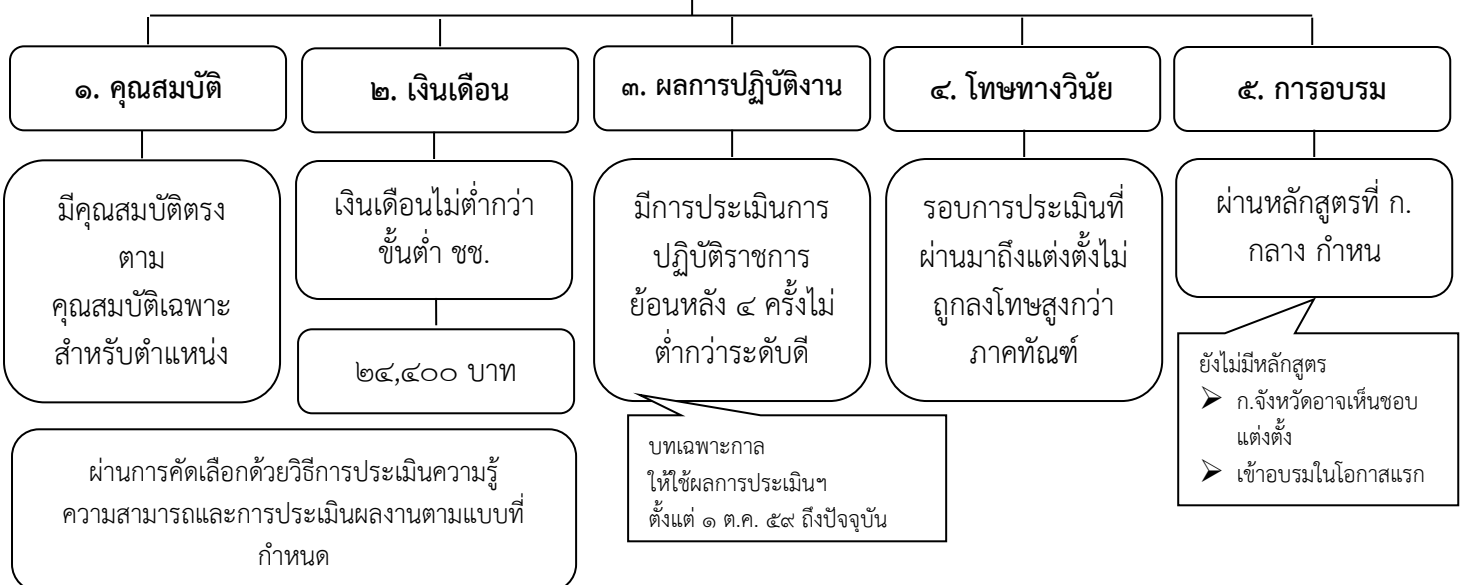 ๑. คุณสมบัติ
๒. เงินเดือน
๓. ผลการปฏิบัติงาน
๔. โทษทางวินัย
๕. การอบรม
มีคุณสมบัติตรง
ตาม
คุณสมบัติเฉพาะ
สำหรับตำแหน่ง
เงินเดือนไม่ต่ำกว่า
ขั้นต่ำ ชช.
๒๔,๔๐๐ บาท
มีการประเมินการ
ปฏิบัติราชการ
ย้อนหลัง ๔ ครั้งไม่
ต่ำกว่าระดับดี
รอบการประเมินที่
ผ่านมาถึงแต่งตั้งไม่
ถูกลงโทษสูงกว่า
ภาคทัณฑ์
ผ่านหลักสูตรที่ ก.
กลาง กำหน
ยังไม่มีหลักสูตร
➢ ก.จังหวัดอาจเห็นชอบ
แต่งตั้ง
➢ เข้าอบรมในโอกาสแรก
บทเฉพาะกาล
ให้ใช้ผลการประเมินฯ
ตั้งแต่ ๑ ต.ค. ๕๙ ถึงปัจจุบัน
ผ่านการคัดเลือกด้วยวิธีการประเมินความรู้
ความสามารถและการประเมินผลงานตามแบบที่
กำหนด